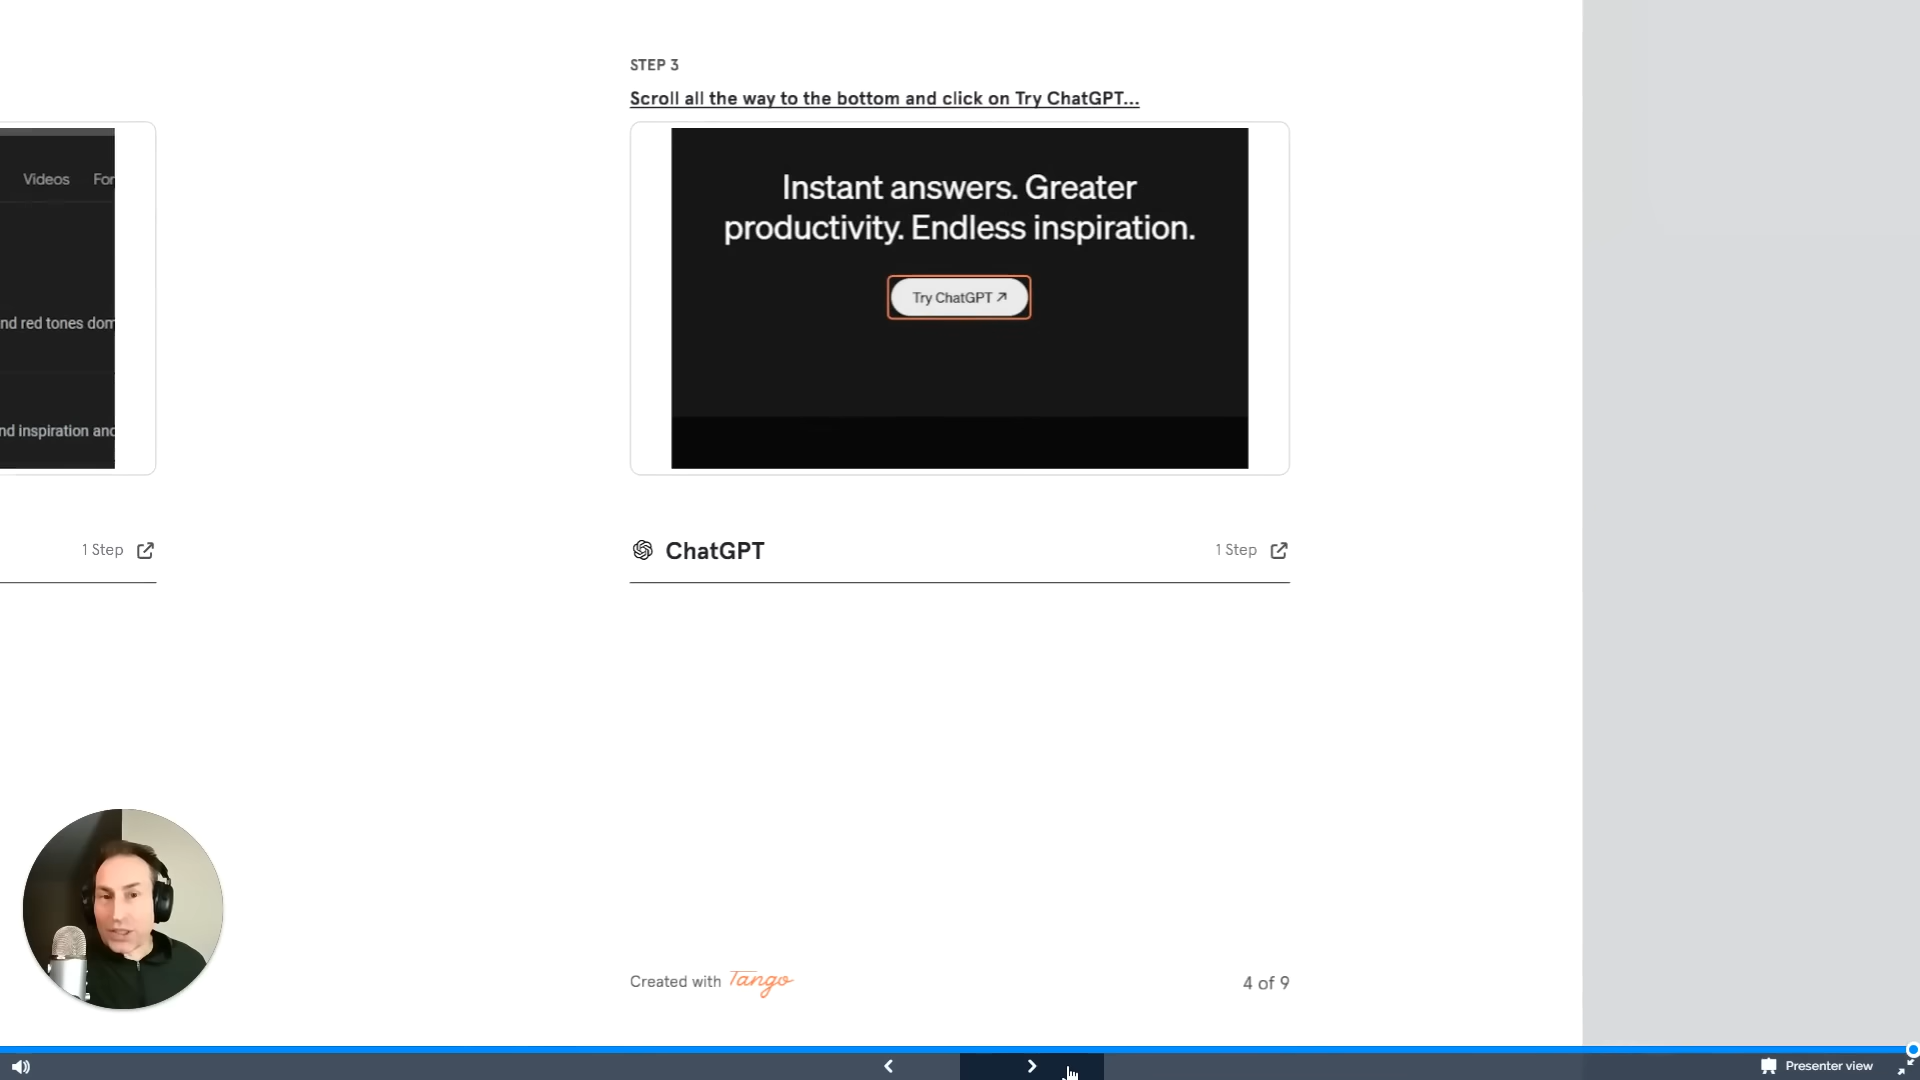 STEP 3
Scroll all the way to the bottom and click on Try ChatGPT...
Videos For
nd red tones dom
nd inspiration and
Instant answers. Greater
productivity. Endless inspiration.
Try ChatGPT ↗
1 Step
ChatGPT
1 Step
Created with Tango
4 of 9
Presenter view